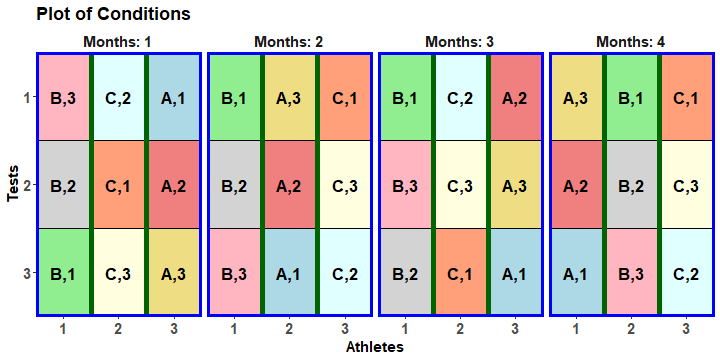 Plot of Conditions
Months: 1 Months: 2 Months: 3 Months: 4
1 B,3 C,2 A,1 B,1 A,3 C,1 B,1 C,2 A,2 A,3 B,1 C,1
Tests
2 B,2 C,1 A,2 B,2 A,2 C,3 B,3 C,3 A,3 A,2 B,2 C,3
3 B,1 C,3 A,3 B,3 A,1 C,2 B,2 C,1 A,1 A,1 B,3 C,2
1 2 3 1 2 3 1 2 3 1 2 3
Athletes